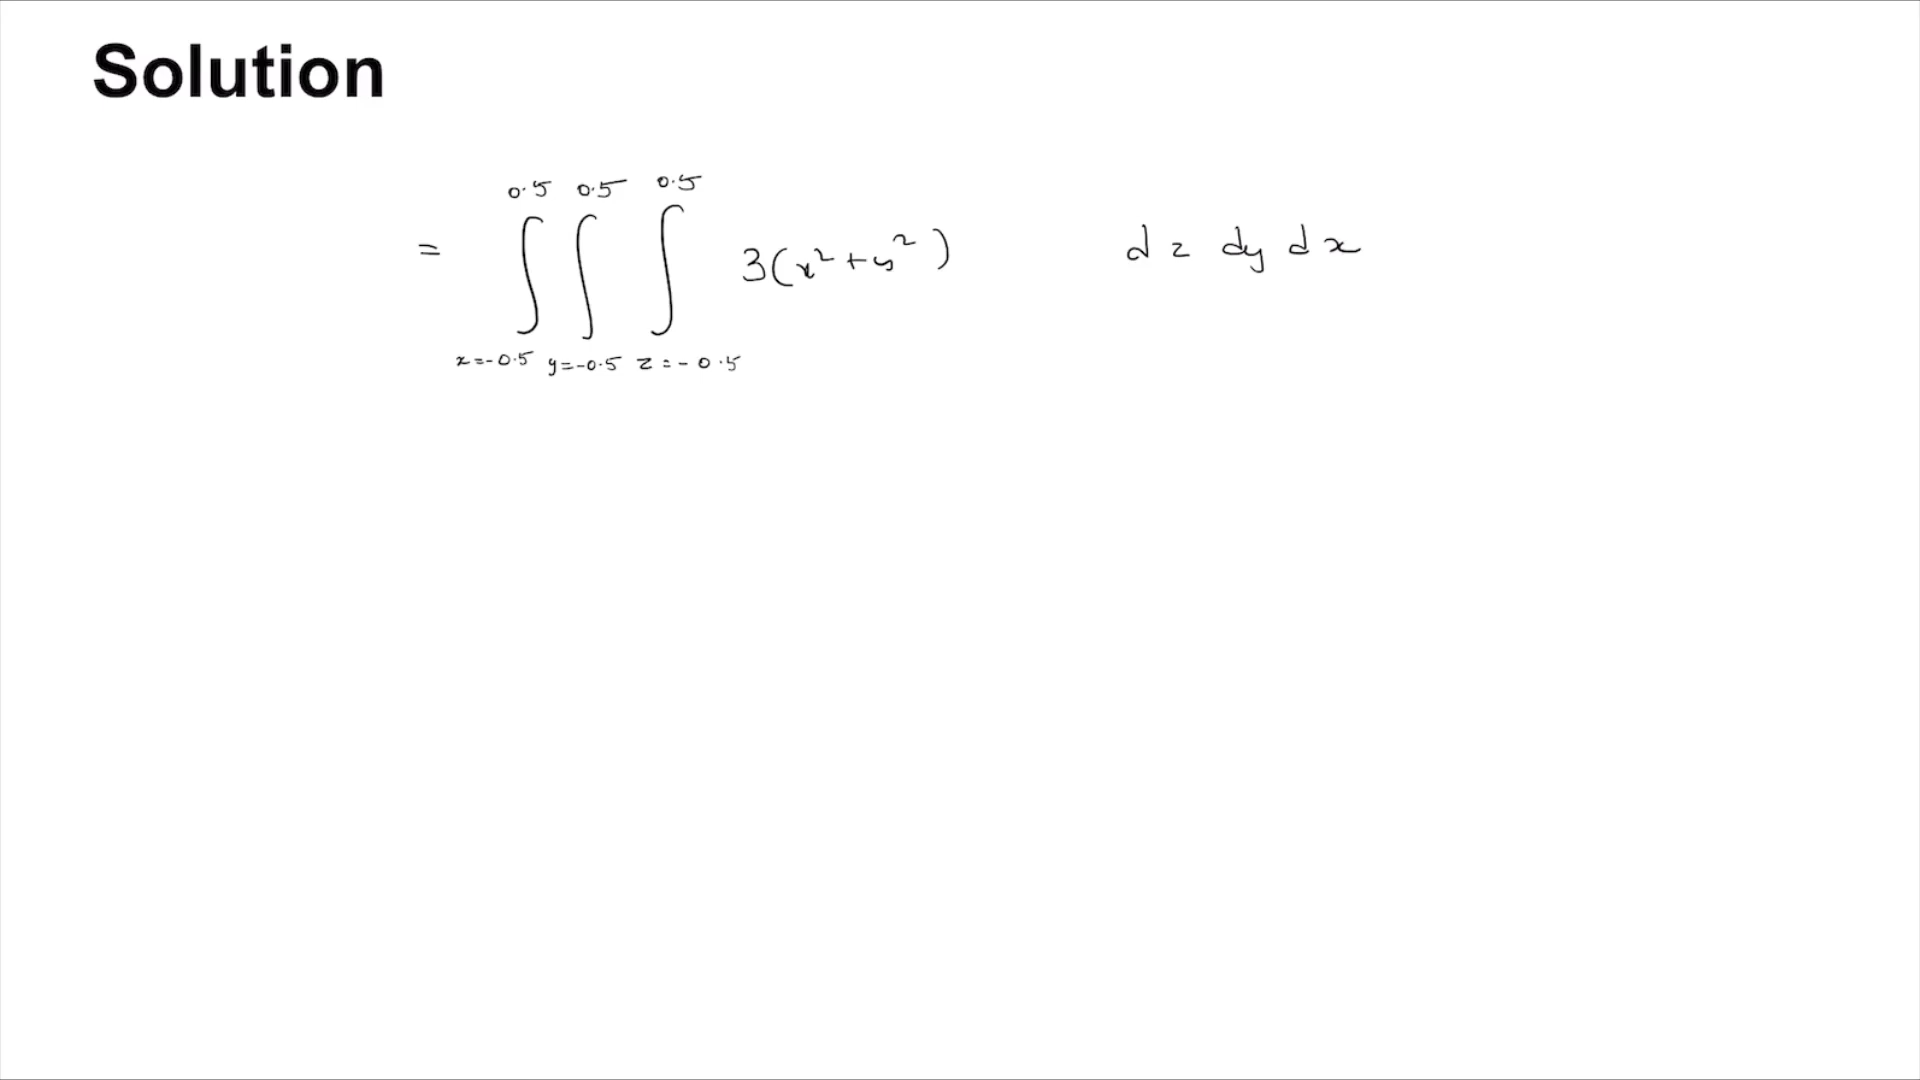 Solution
0.5 0.5 0.5
= ∫ ∫ ∫ 3(x²+y²) dz dy dx
x=-0.5 y=-0.5 z=-0.5